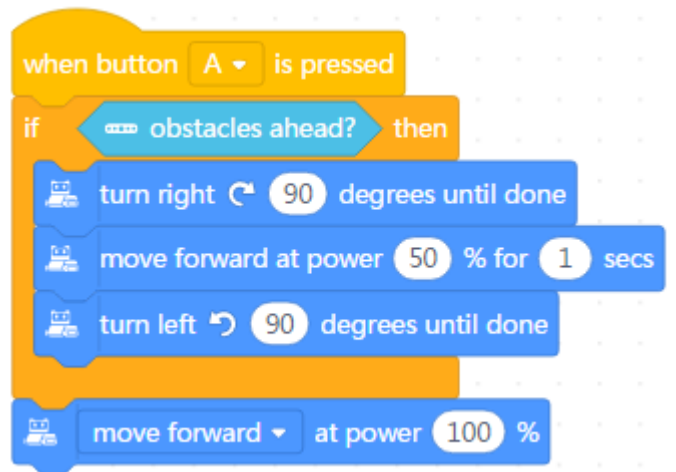 when button A is pressed
if obstacles ahead? then
turn right 90 degrees until done
move forward at power 50 % for 1 secs
turn left 90 degrees until done
move forward at power 100 %